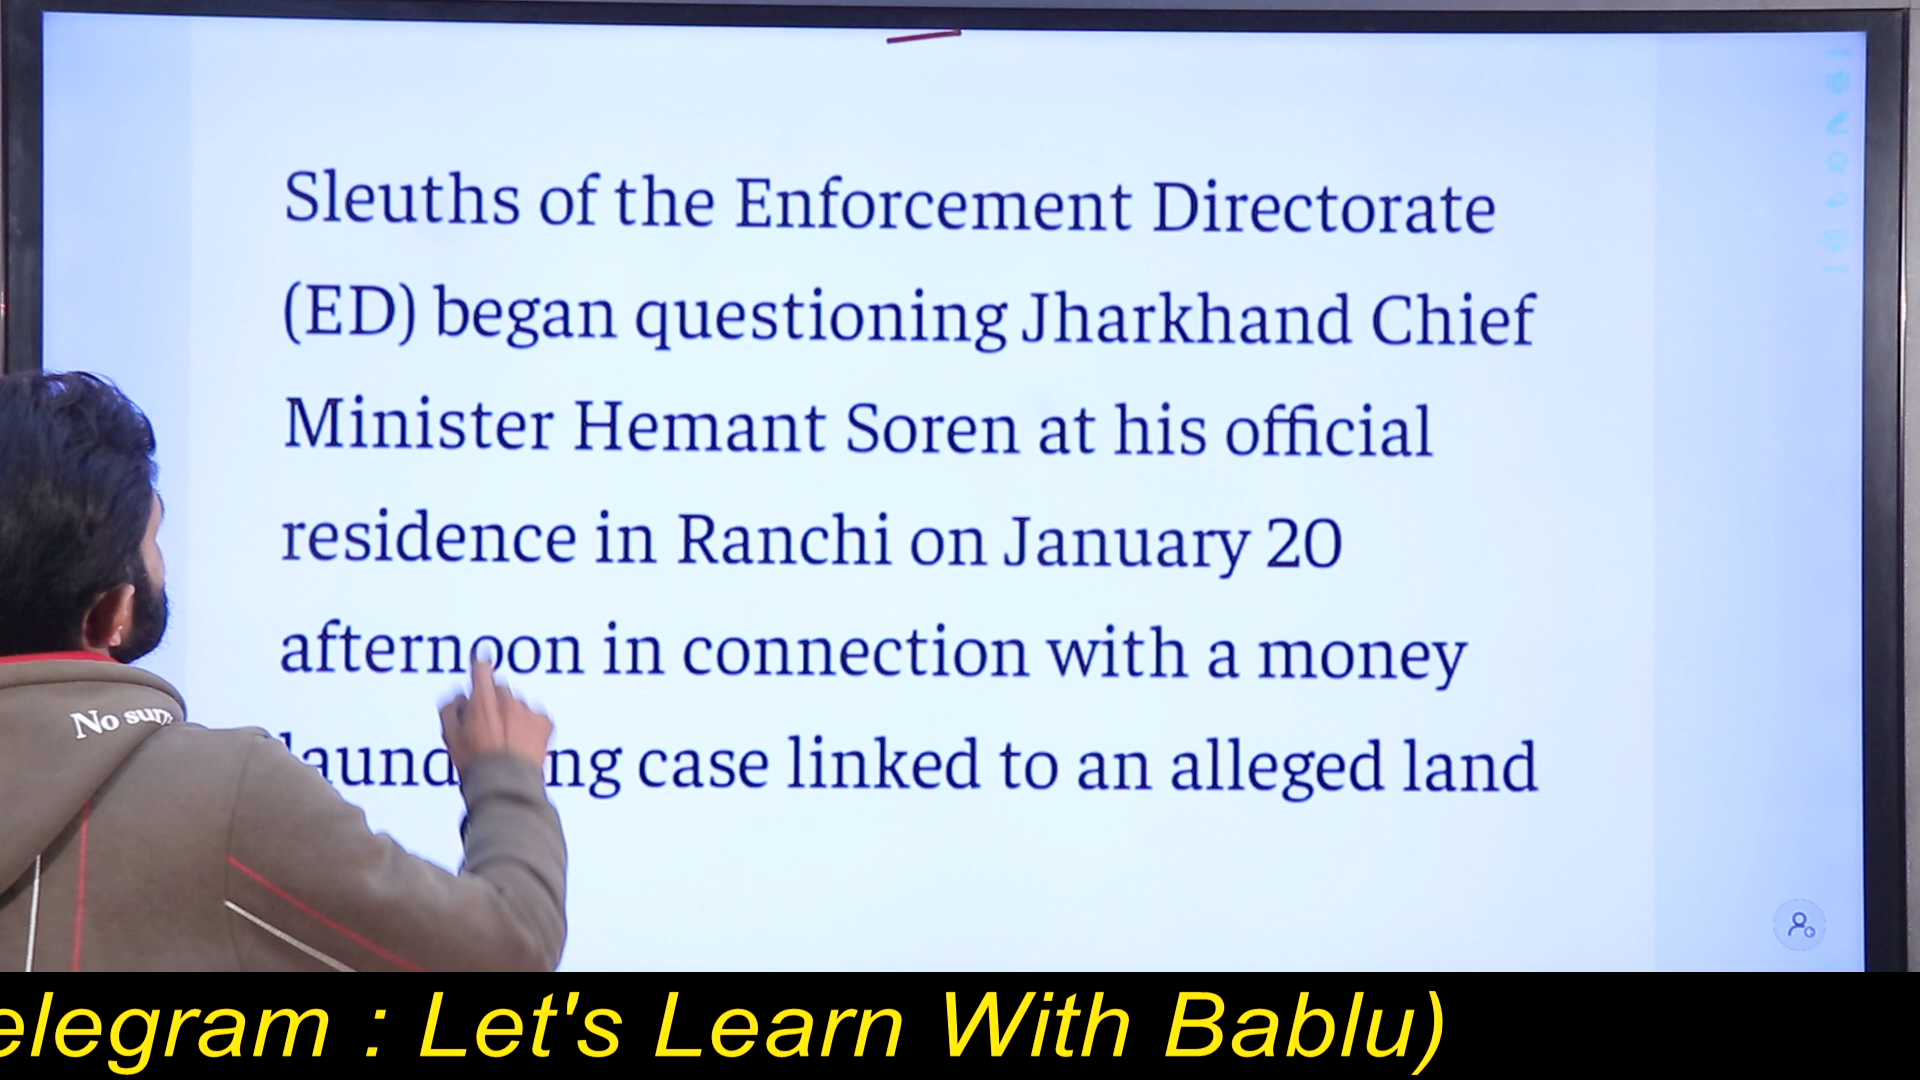 Sleuths of the Enforcement Directorate
(ED) began questioning Jharkhand Chief
Minister Hemant Soren at his official
residence in Ranchi on January 20
afternoon in connection with a money
case linked to an alleged land
No
elegram : Let's Learn With Bablu)